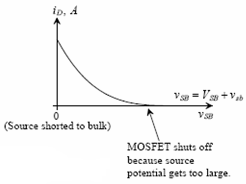 i_D, A
v_SB = V_SB + v_sb
0
v_SB
(Source shorted to bulk)
MOSFET shuts off
because source
potential gets too large.